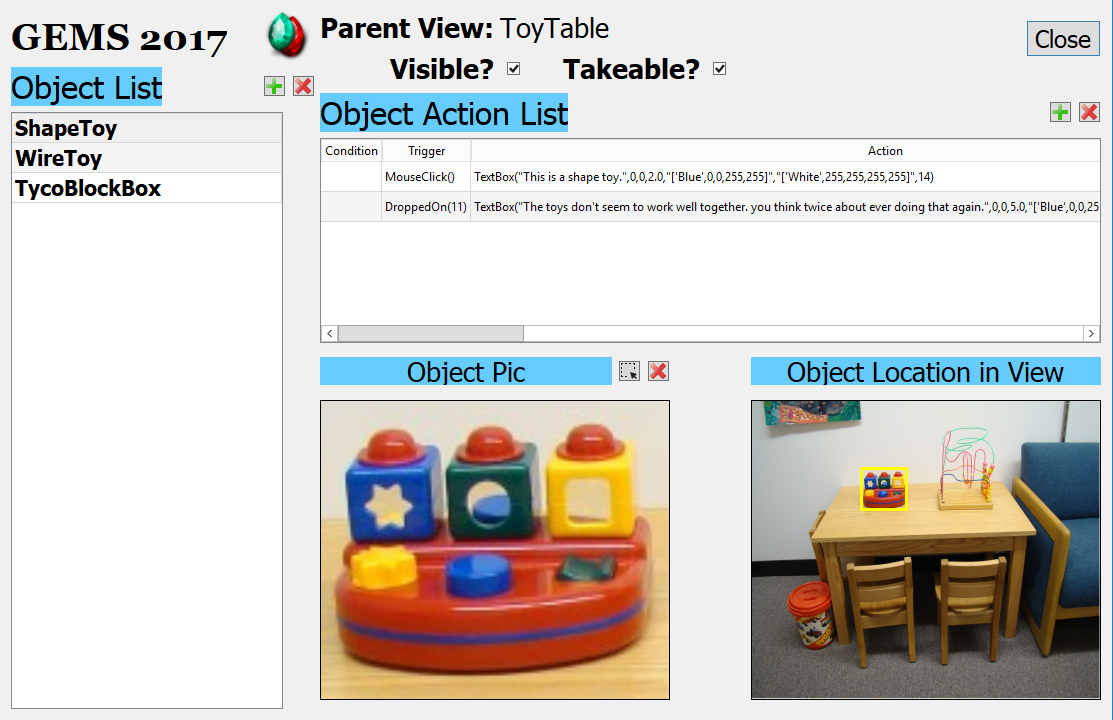 GEMS 2017
Parent View: ToyTable
Close
Visible?
Takeable?
Object List
Object Action List
ShapeToy
WireToy
TycoBlockBox
Condition Trigger Action
MouseClick() TextBox("This is a shape toy.",0,0,2.0,"['Blue',0,0,255,255]","['White',255,255,255,255]",14)
DroppedOn(11) TextBox("The toys don't seem to work well together. you think twice about ever doing that again.",0,0,5.0,"['Blue',0,0,25
Object Pic
Object Location in View